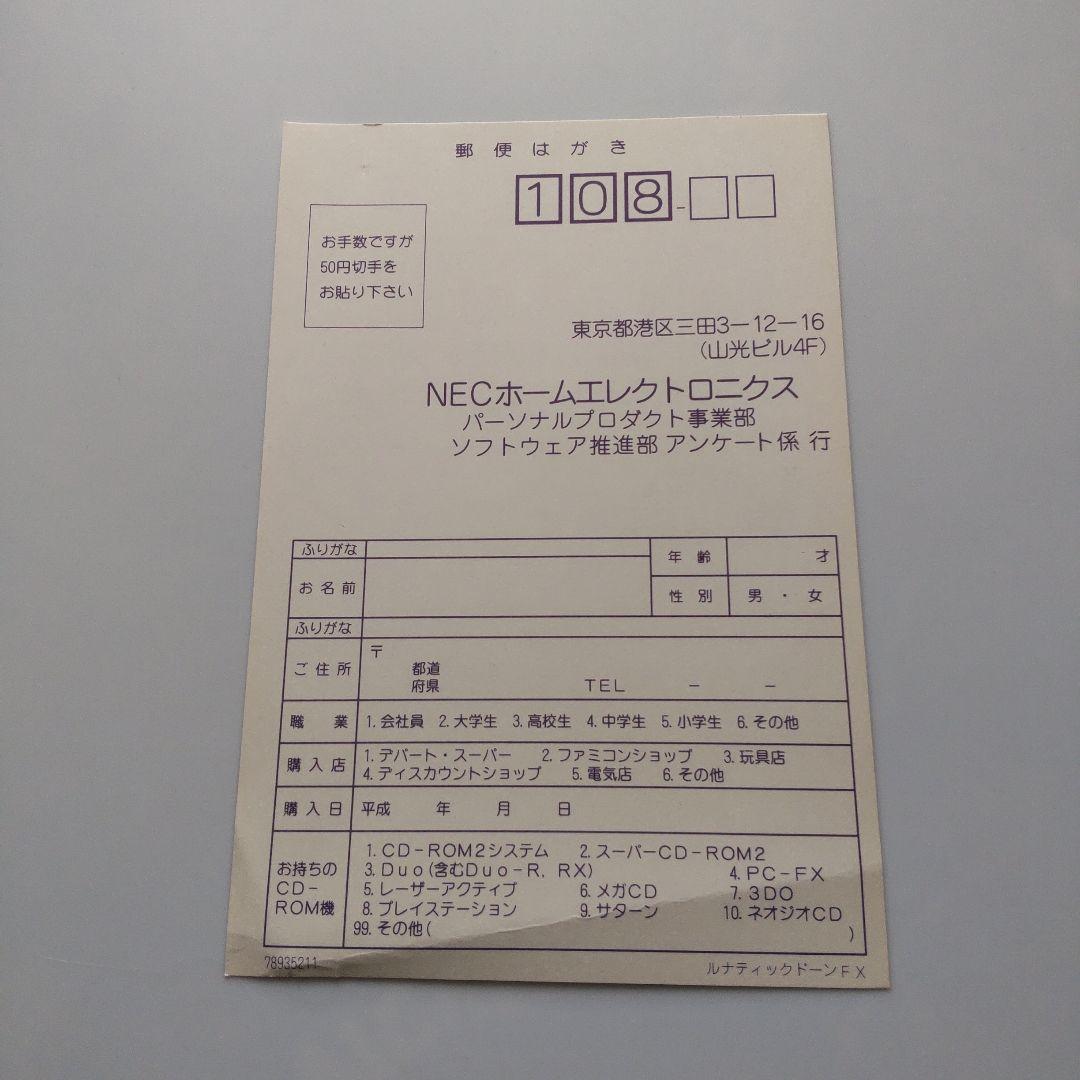 郵便はがき
108-
お手数ですが
50円切手を
お貼り下さい
東京都港区三田3-12-16
(山光ビル4F)
NECホームエレクトロニクス
パーソナルプロダクト事業部
ソフトウェア推進部 アンケート係 行
ふりがな
お名前
年齢 才
性別 男・女
ふりがな
ご住所 〒
都道
府県 TEL - -
職業 1.会社員 2.大学生 3.高校生 4.中学生 5.小学生 6.その他
購入店 1.デパート・スーパー 2.ファミコンショップ 3.玩具店
4.ディスカウントショップ 5.電気店 6.その他
購入日 平成 年 月 日
お持ちの
CD-
ROM機
1.CD-ROM2システム 2.スーパーCD-ROM2
3.Duo(含むDuo-R, RX) 4.PC-FX
5.レーザーアクティブ 6.メガCD 7.3DO
8.プレイステーション 9.サターン 10.ネオジオCD
99.その他( )
78935211 ルナティックドーンFX